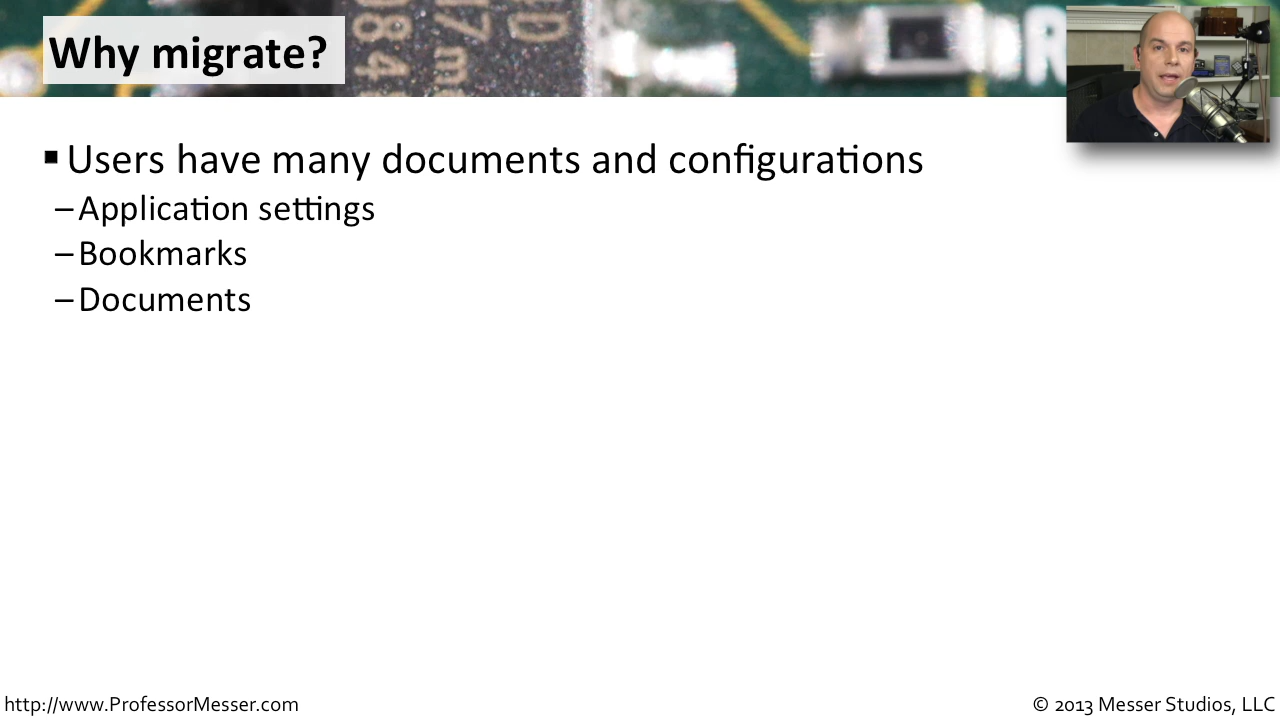 Why migrate?
▪ Users have many documents and configurations
– Application settings
– Bookmarks
– Documents
http://www.ProfessorMesser.com
© 2013 Messer Studios, LLC